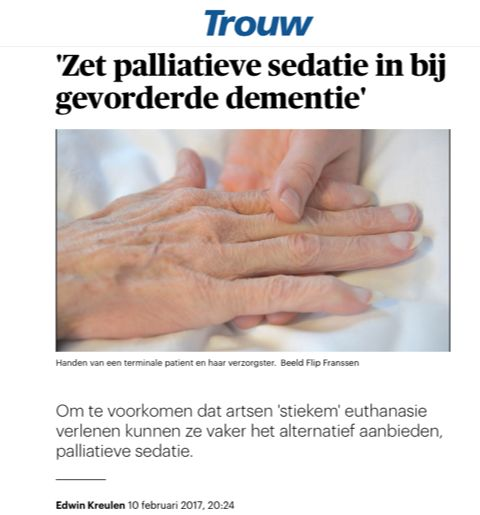 Trouw
'Zet palliatieve sedatie in bij
gevorderde dementie'
Handen van een terminale patient en haar verzorgster. Beeld Flip Franssen
Om te voorkomen dat artsen 'stiekem' euthanasie
verlenen kunnen ze vaker het alternatief aanbieden,
palliatieve sedatie.
Edwin Kreulen 10 februari 2017, 20:24